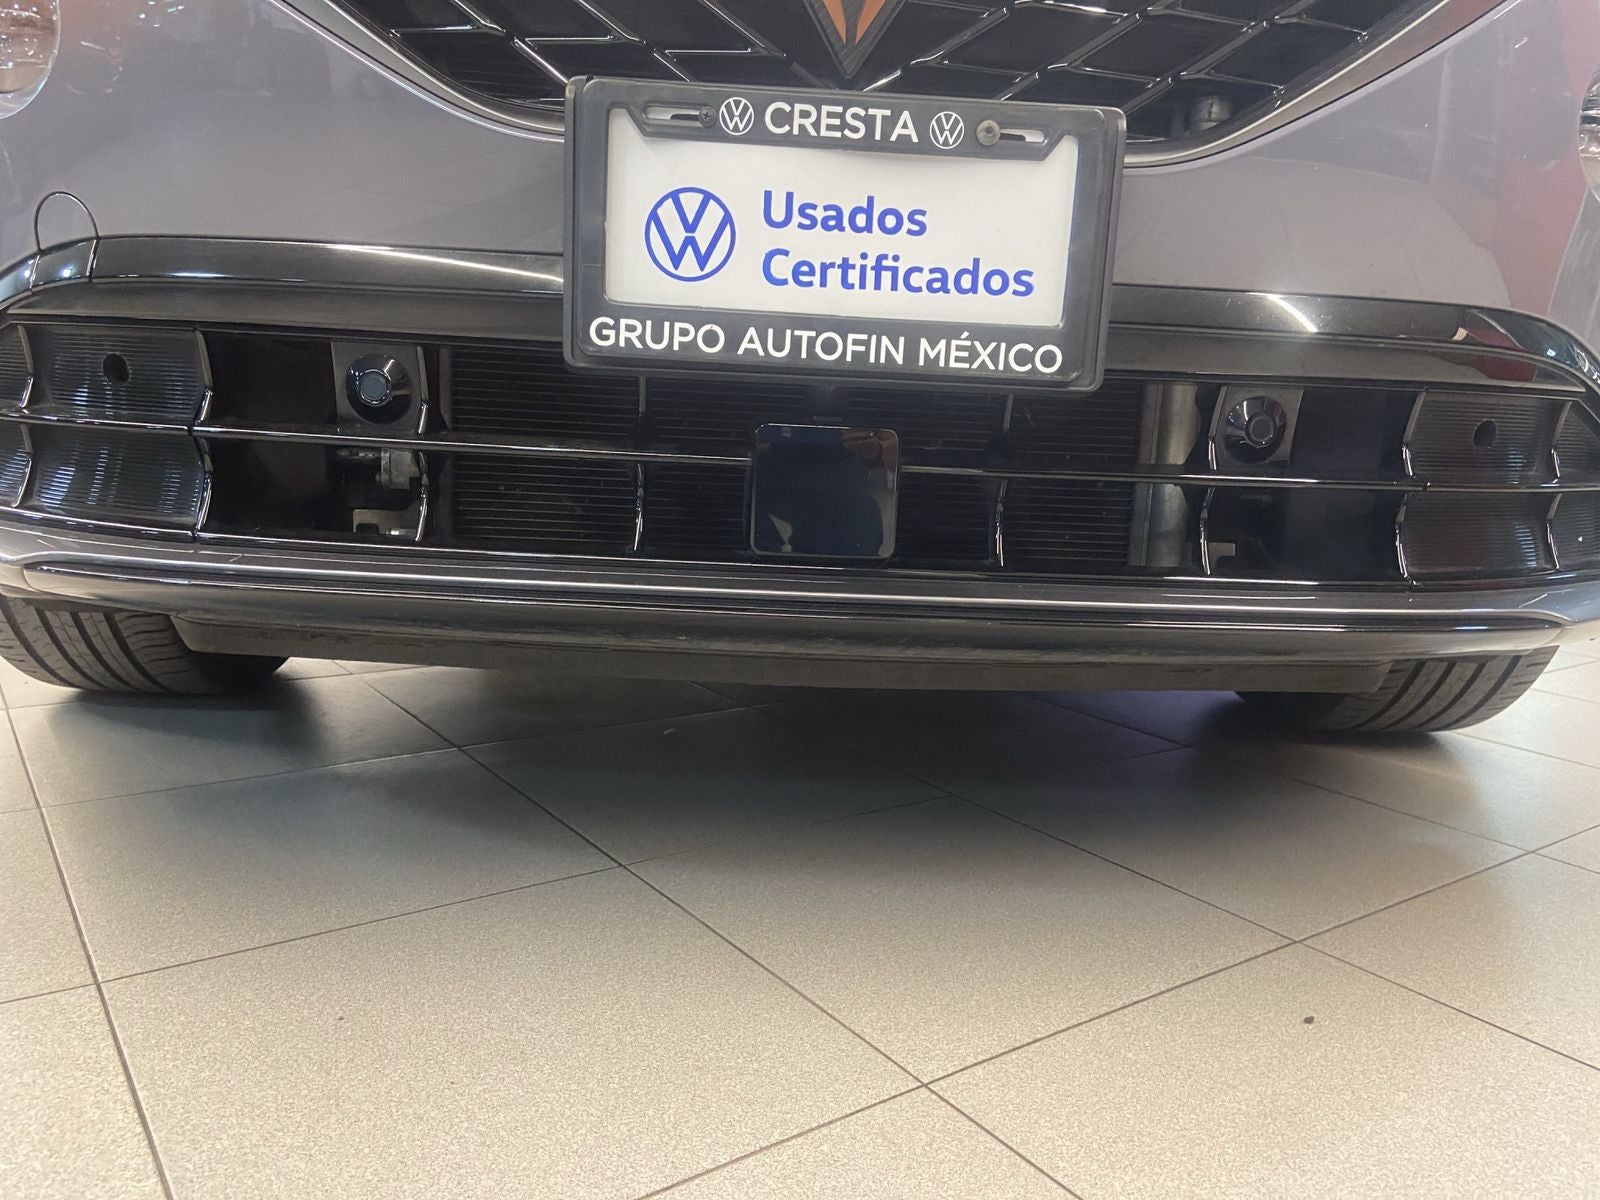 CRESTA
Usados
Certificados
GRUPO AUTOFIN MÉXICO